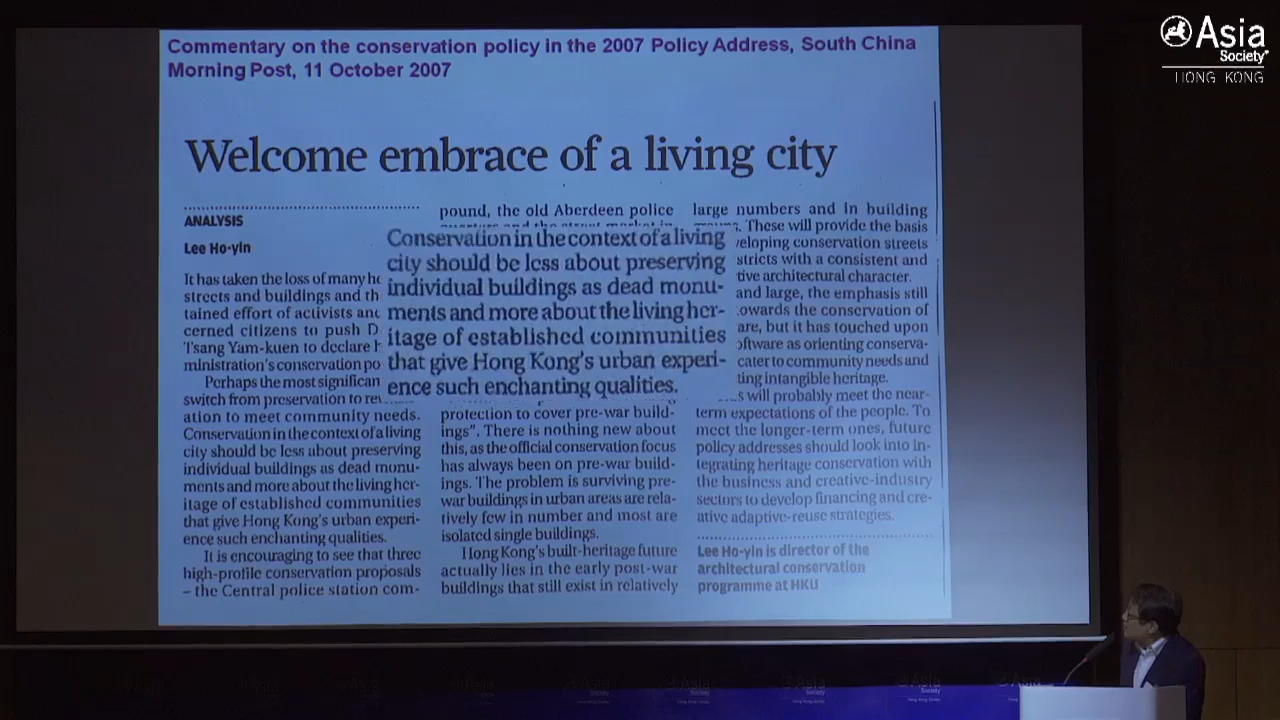 Commentary on the conservation policy in the 2007 Policy Address, South China
Morning Post, 11 October 2007
Asia
Society
HONG KONG
Welcome embrace of a living city
ANALYSIS
Lee Ho-yin
It has taken the loss of many
streets and buildings and
tained effort of activists
cerned citizens to push
Tsang Yam-kuen to declare
ministration's conservation
Perhaps the most
switch from preservation to
ation to meet community needs.
Conservation in the context of a living
city should be less about preserving
individual buildings as dead monu-
ments and more about the living her-
itage of established communities
that give Hong Kong's urban experi-
ence such enchanting qualities.
It is encouraging to see that three
high-profile conservation proposals
– the Central police station com-
pound, the old Aberdeen police
Conservation in the context of a living
city should be less about preserving
individual buildings as dead monu-
ments and more about the living her-
itage of established communities
that give Hong Kong's urban experi-
ence such enchanting qualities.
protection to cover pre-war build-
ings". There is nothing new about
this, as the official conservation focus
has always been on pre-war build-
ings. The problem is surviving pre-
war buildings in urban areas are rela-
tively few in number and most are
isolated single buildings.
Hong Kong's built-heritage future
actually lies in the early post-war
buildings that still exist in relatively
large numbers and in building
These will provide the basis
conservation streets
with a consistent and
architectural character.
and large, the emphasis still
the conservation of
but it has touched upon
as orienting conserva-
cater to community needs and
intangible heritage.
will probably meet the near-
term expectations of the people. To
meet the longer-term ones, future
policy addresses should look into in-
tegrating heritage conservation with
the business and creative-industry
sectors to develop financing and cre-
ative adaptive-reuse strategies.
Lee Ho-yin is director of the
architectural conservation
programme at HKU